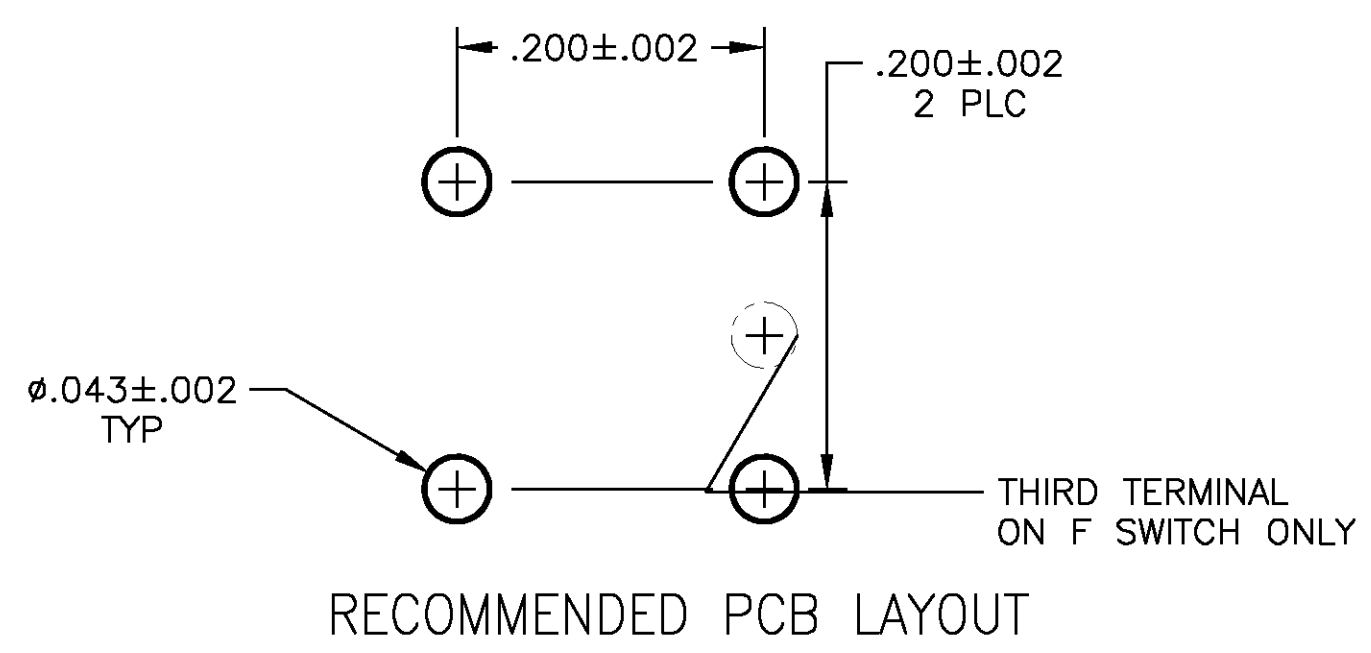 .200±.002
.200±.002
2 PLC
ø.043±.002
TYP
THIRD TERMINAL
ON F SWITCH ONLY
RECOMMENDED PCB LAYOUT